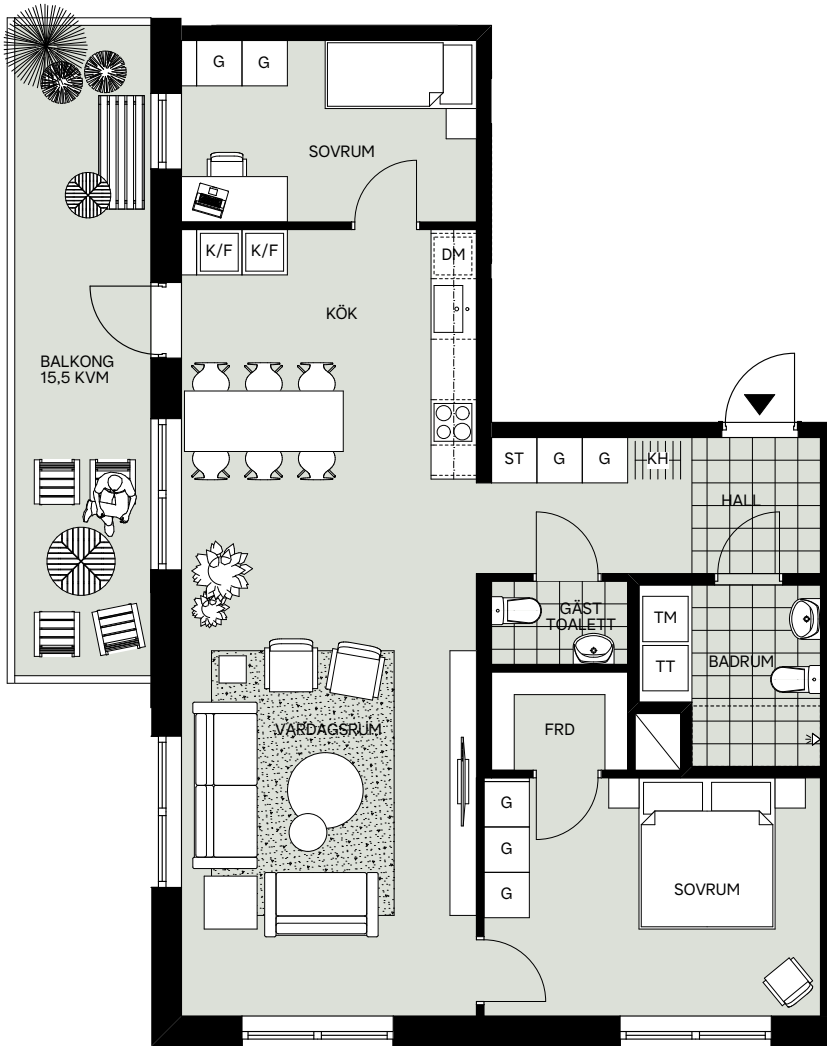 G
G
SOVRUM
K/F
K/F
DM
KÖK
BALKONG
15,5 KVM
ST
G
G
KH
HALL
GÄST
TOALETT
TM
TT
BADRUM
VARDAGSRUM
FRD
G
G
G
SOVRUM